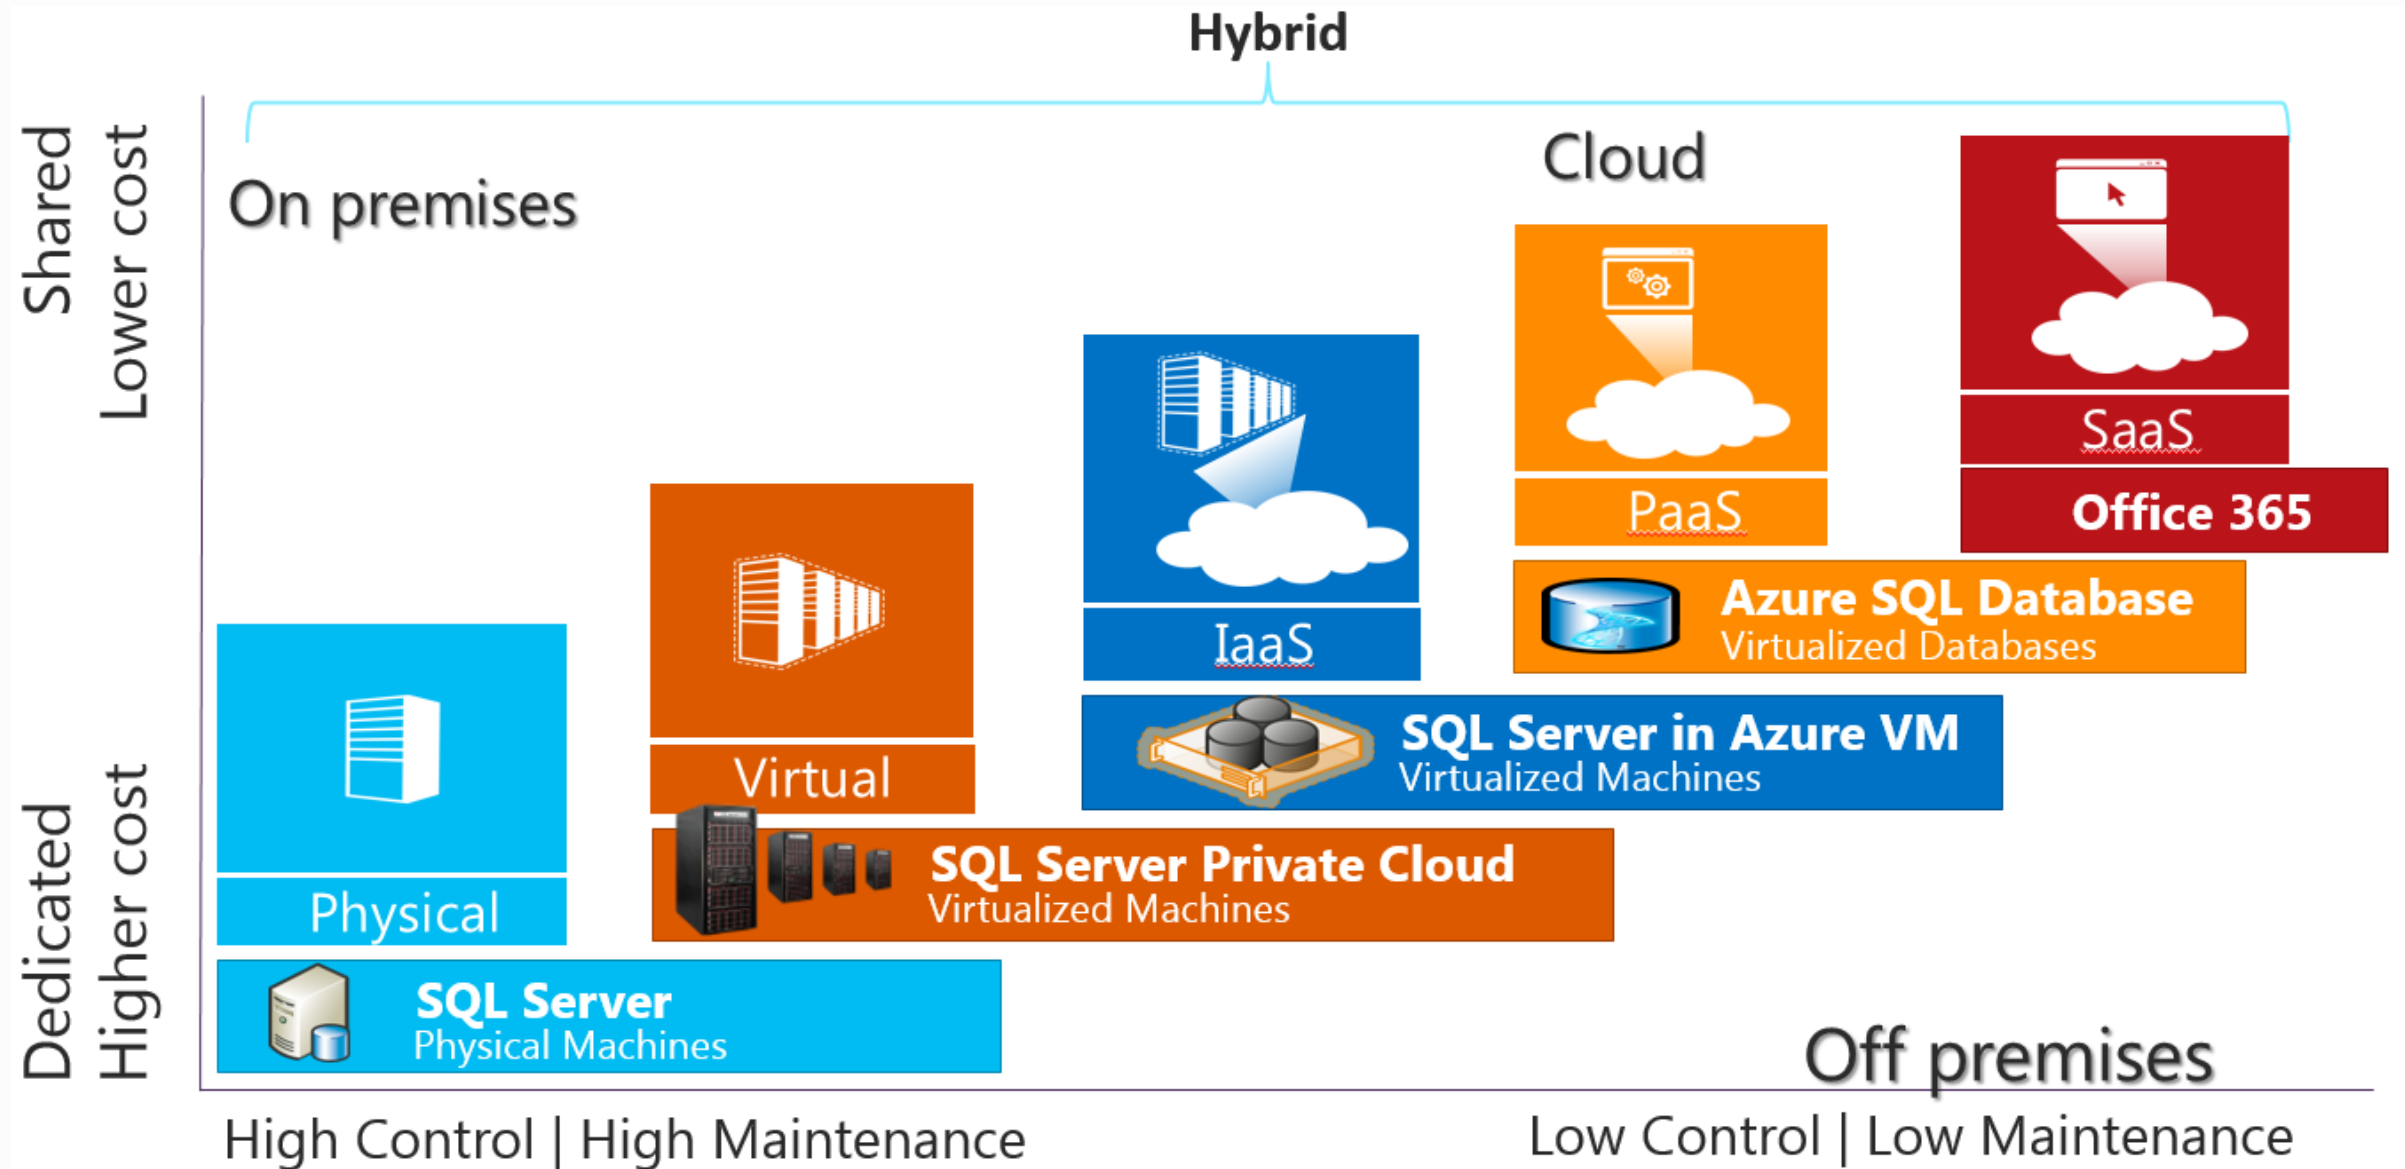 Hybrid
Shared
Lower cost
On premises
Cloud
SaaS
Office 365
PaaS
Azure SQL Database
Virtualized Databases
IaaS
SQL Server in Azure VM
Virtualized Machines
Virtual
SQL Server Private Cloud
Virtualized Machines
Physical
SQL Server
Physical Machines
Dedicated
Higher cost
Off premises
High Control | High Maintenance
Low Control | Low Maintenance